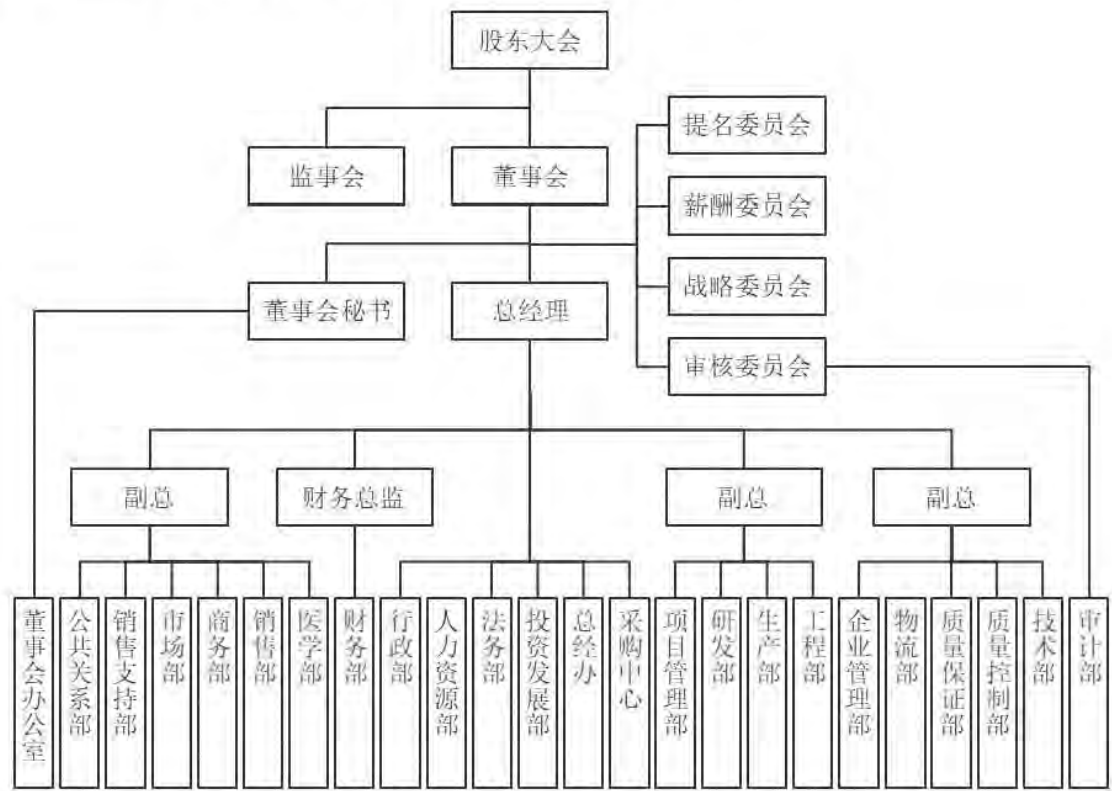 股东大会
提名委员会
监事会
董事会
薪酬委员会
董事会秘书
总经理
战略委员会
审核委员会
副总
财务总监
副总
副总
董事会办公室
公共关系部
销售支持部
市场部
商务部
销售部
医学部
财务部
行政部
人力资源部
法务部
投资发展部
总经办
采购中心
项目管理部
研发部
生产部
工程部
企业管理部
物流部
质量保证部
质量控制部
技术部
审计部